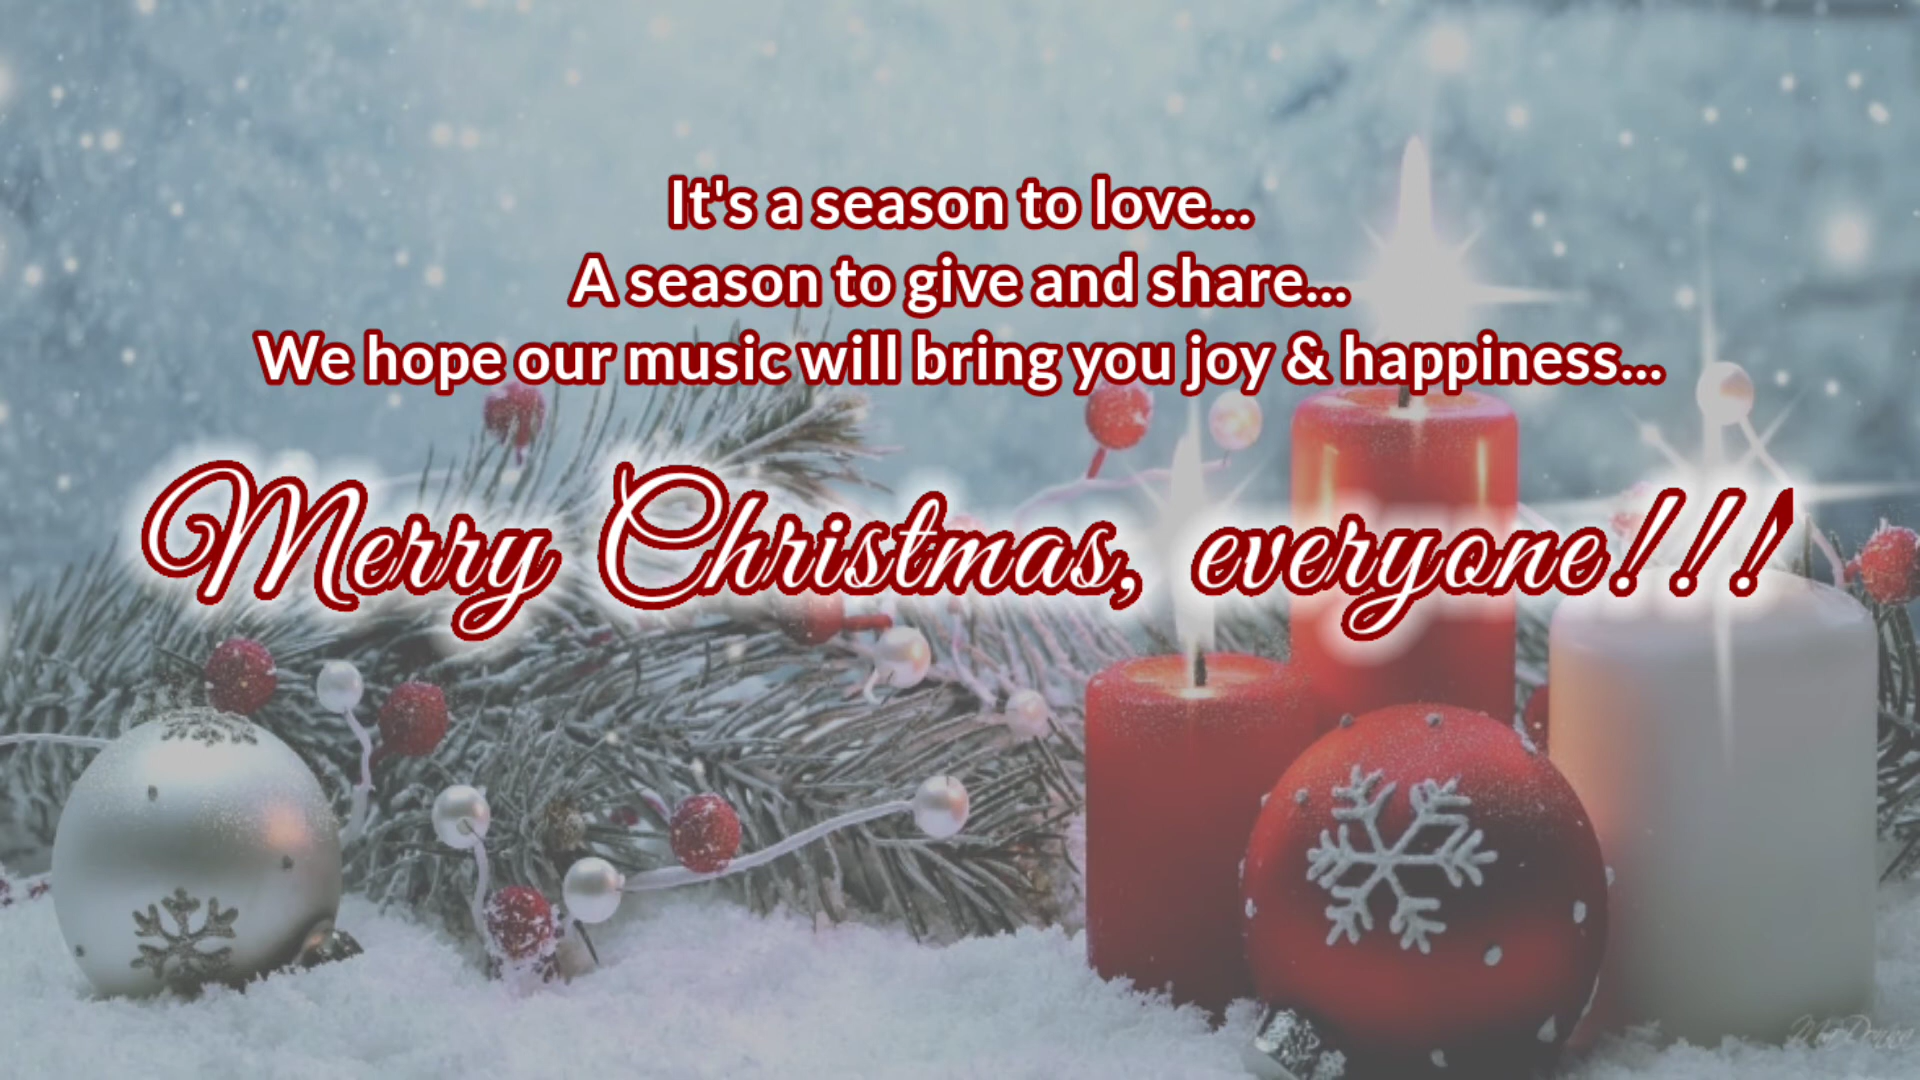 It's a season to love...
A season to give and share...
We hope our music will bring you joy & happiness...
Merry Christmas, everyone!!!